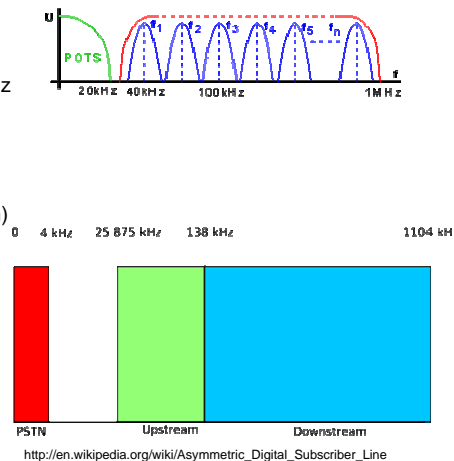 U
f1 f2 f3 f4 f5 fn
POTS
f
z
20kHz 40kHz 100kHz 1MHz
)
0 4 kHz 25 875 kHz 138 kHz 1104 kH
PSTN Upstream Downstream
http://en.wikipedia.org/wiki/Asymmetric_Digital_Subscriber_Line